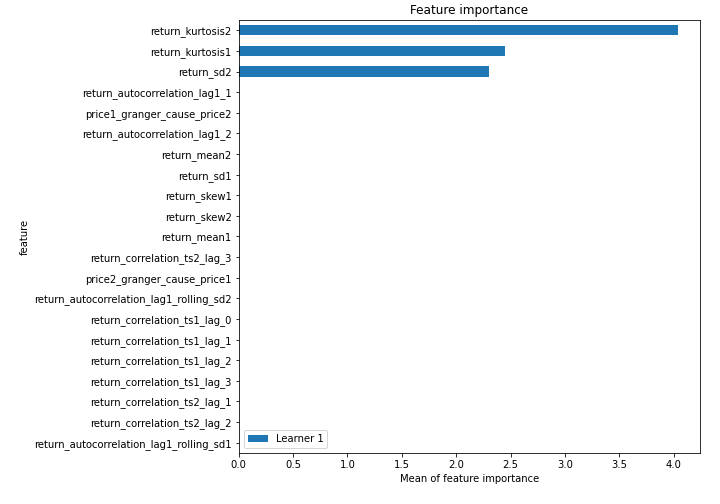 Feature importance
return_kurtosis2
return_kurtosis1
return_sd2
return_autocorrelation_lag1_1
price1_granger_cause_price2
return_autocorrelation_lag1_2
return_mean2
return_sd1
return_skew1
return_skew2
return_mean1
return_correlation_ts2_lag_3
price2_granger_cause_price1
return_autocorrelation_lag1_rolling_sd2
return_correlation_ts1_lag_0
return_correlation_ts1_lag_1
return_correlation_ts1_lag_2
return_correlation_ts1_lag_3
return_correlation_ts2_lag_1
return_correlation_ts2_lag_2
return_autocorrelation_lag1_rolling_sd1
feature
Learner 1
0.0 0.5 1.0 1.5 2.0 2.5 3.0 3.5 4.0
Mean of feature importance